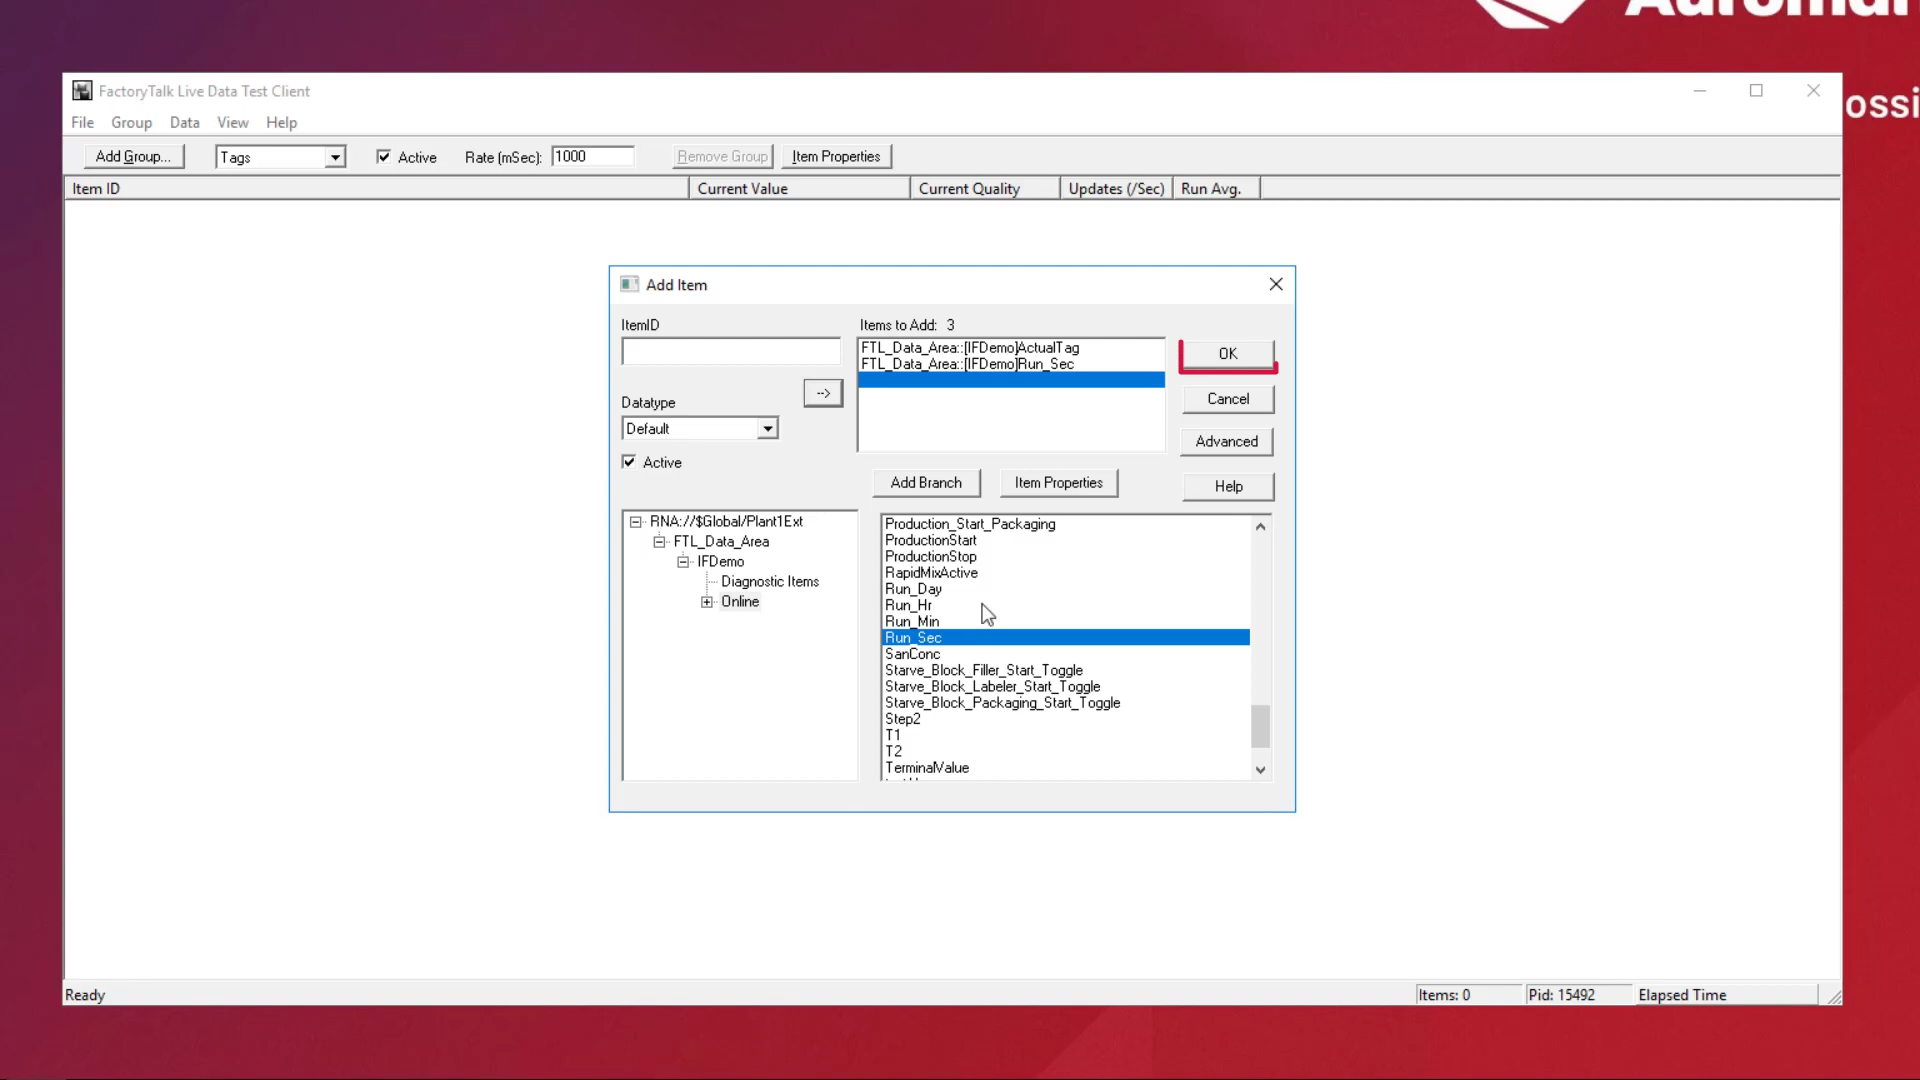 ossi
FactoryTalk Live Data Test Client
File Group Data View Help
Add Group... Tags Active Rate (mSec): 1000 Remove Group Item Properties
Item ID Current Value Current Quality Updates (/Sec) Run Avg.
Add Item
ItemID
Items to Add: 3
FTL_Data_Area::[IFDemo]ActualTag
FTL_Data_Area::[IFDemo]Run_Sec
OK
-->
Cancel
Datatype
Default
Advanced
Active
Add Branch Item Properties
Help
RNA://$Global/Plant1Ext
FTL_Data_Area
IFDemo
Diagnostic Items
Online
Production_Start_Packaging
ProductionStart
ProductionStop
RapidMixActive
Run_Day
Run_Hr
Run_Min
Run_Sec
SanConc
Starve_Block_Filler_Start_Toggle
Starve_Block_Labeler_Start_Toggle
Starve_Block_Packaging_Start_Toggle
Step2
T1
T2
TerminalValue
Ready
Items: 0 Pid: 15492 Elapsed Time